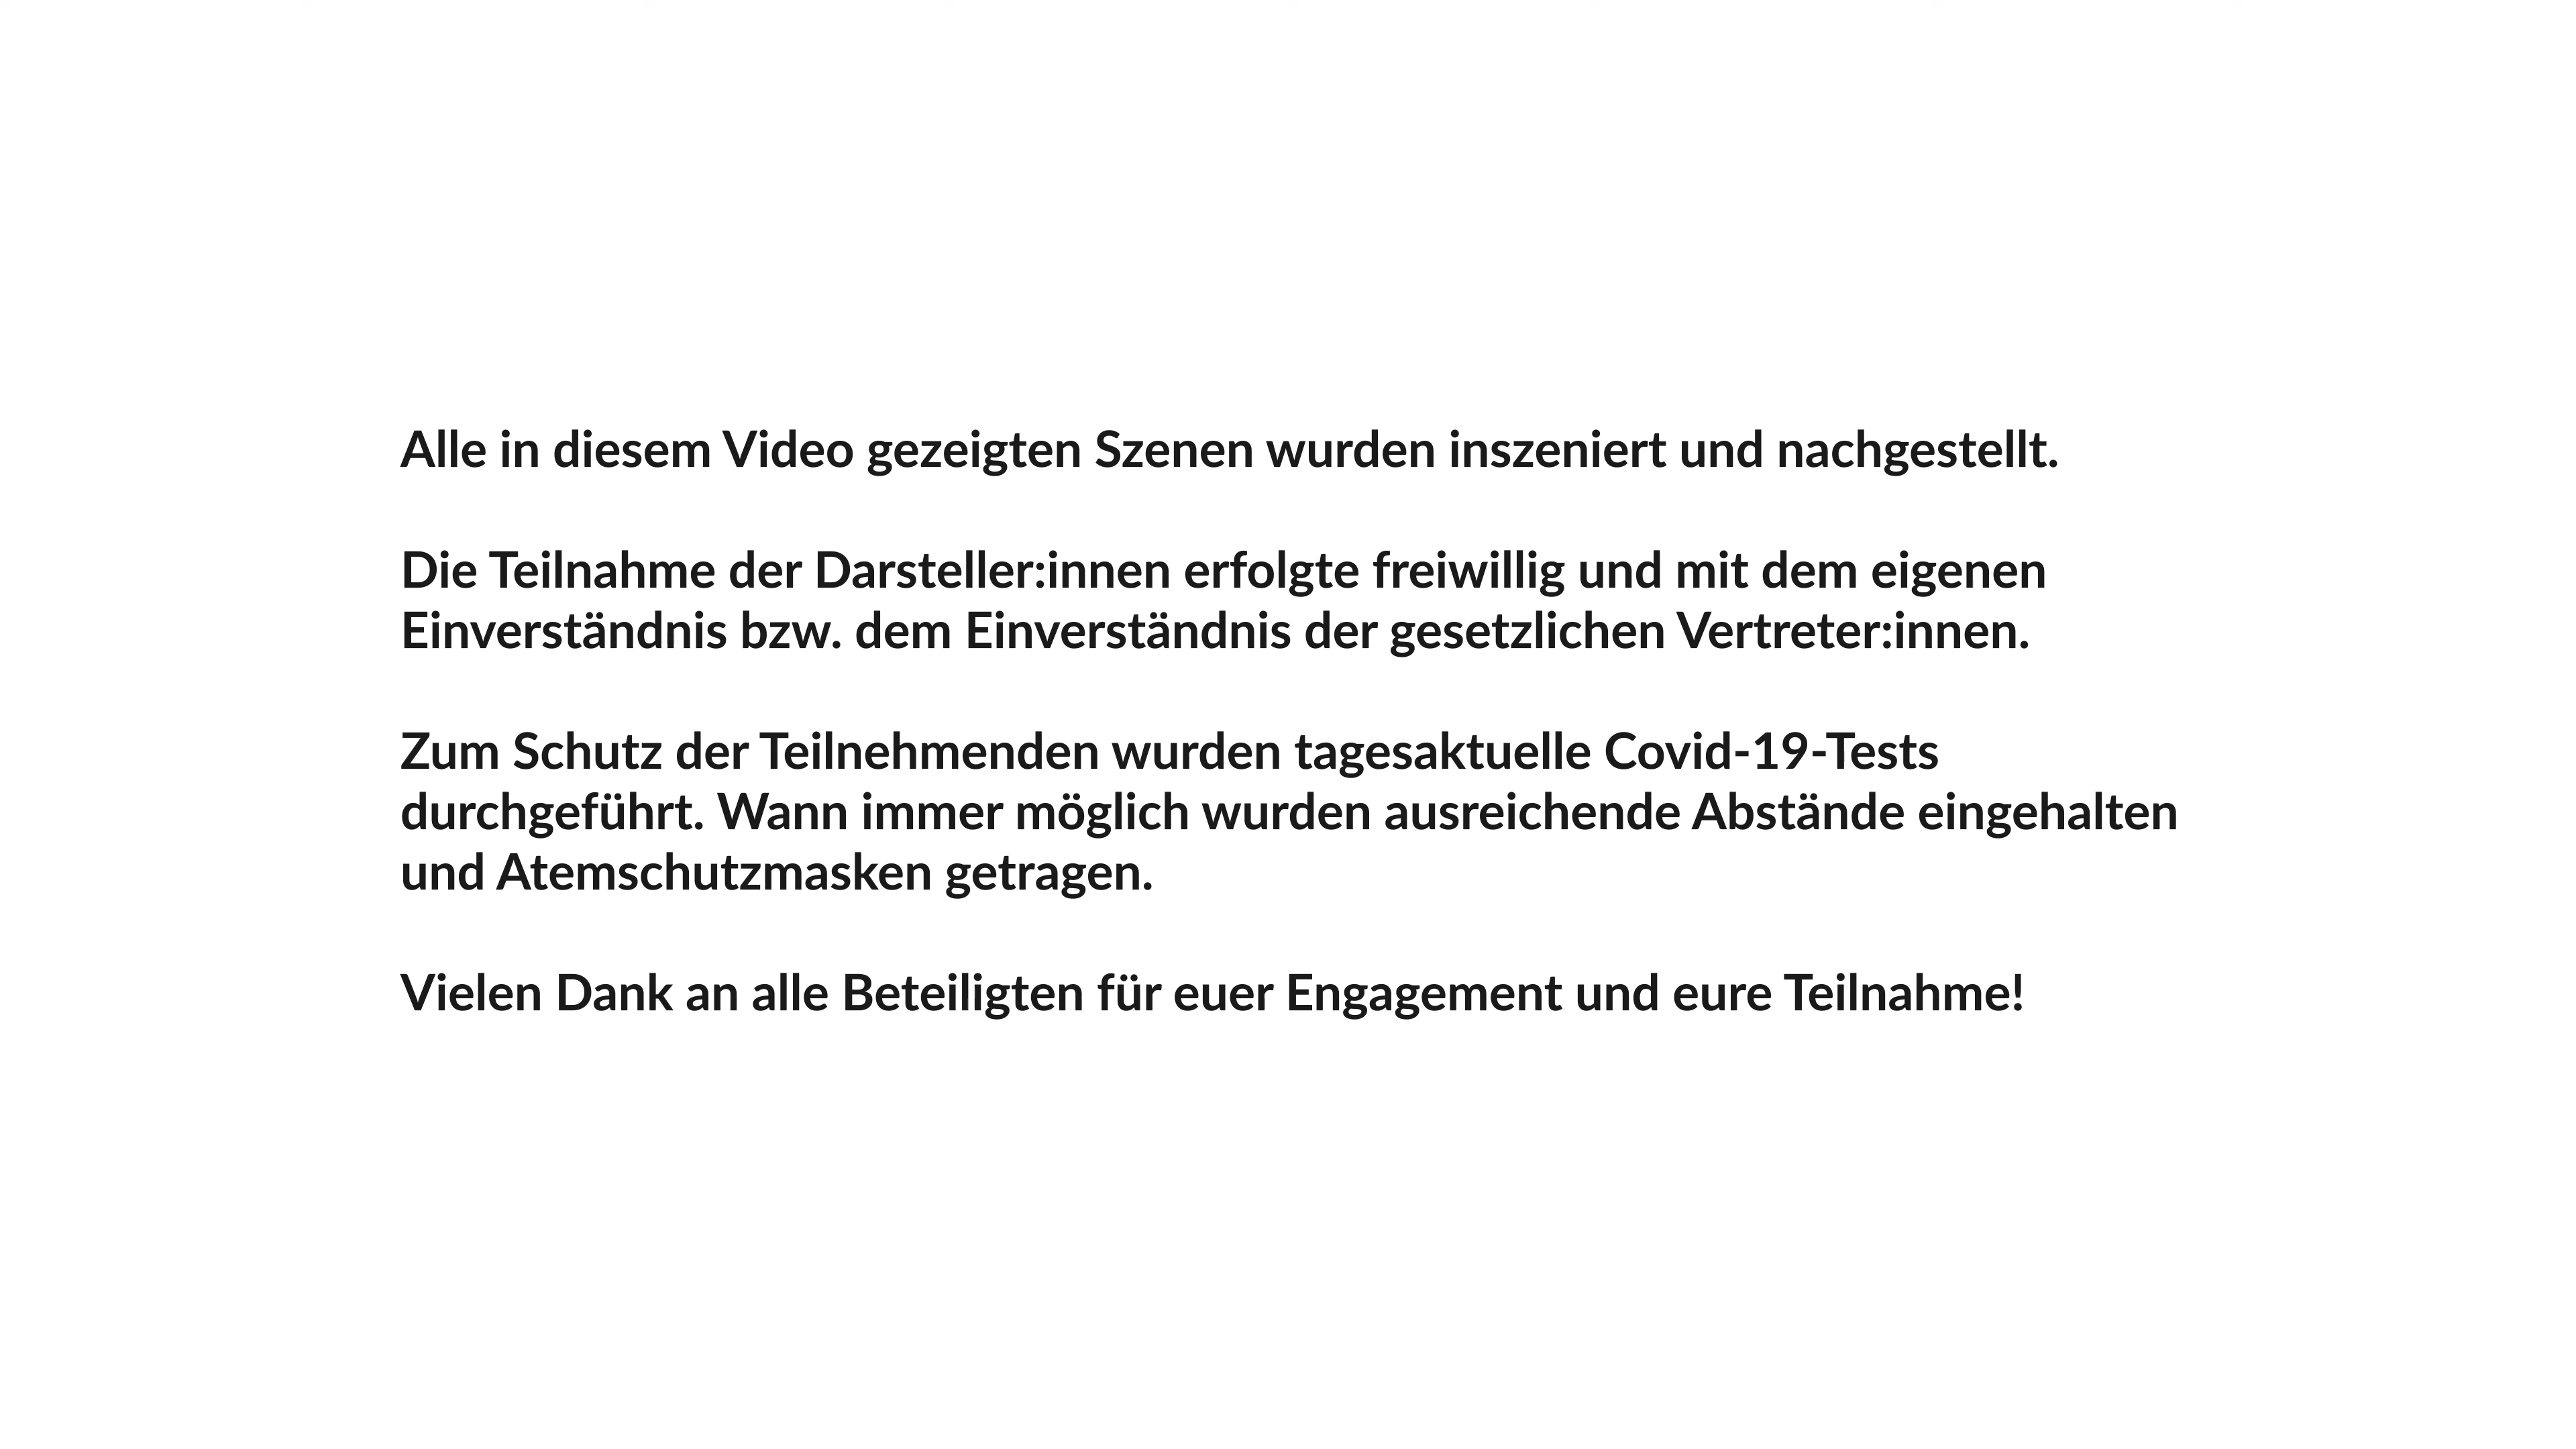 Alle in diesem Video gezeigten Szenen wurden inszeniert und nachgestellt.
Die Teilnahme der Darsteller:innen erfolgte freiwillig und mit dem eigenen
Einverständnis bzw. dem Einverständnis der gesetzlichen Vertreter:innen.
Zum Schutz der Teilnehmenden wurden tagesaktuelle Covid-19-Tests
durchgeführt. Wann immer möglich wurden ausreichende Abstände eingehalten
und Atemschutzmasken getragen.
Vielen Dank an alle Beteiligten für euer Engagement und eure Teilnahme!